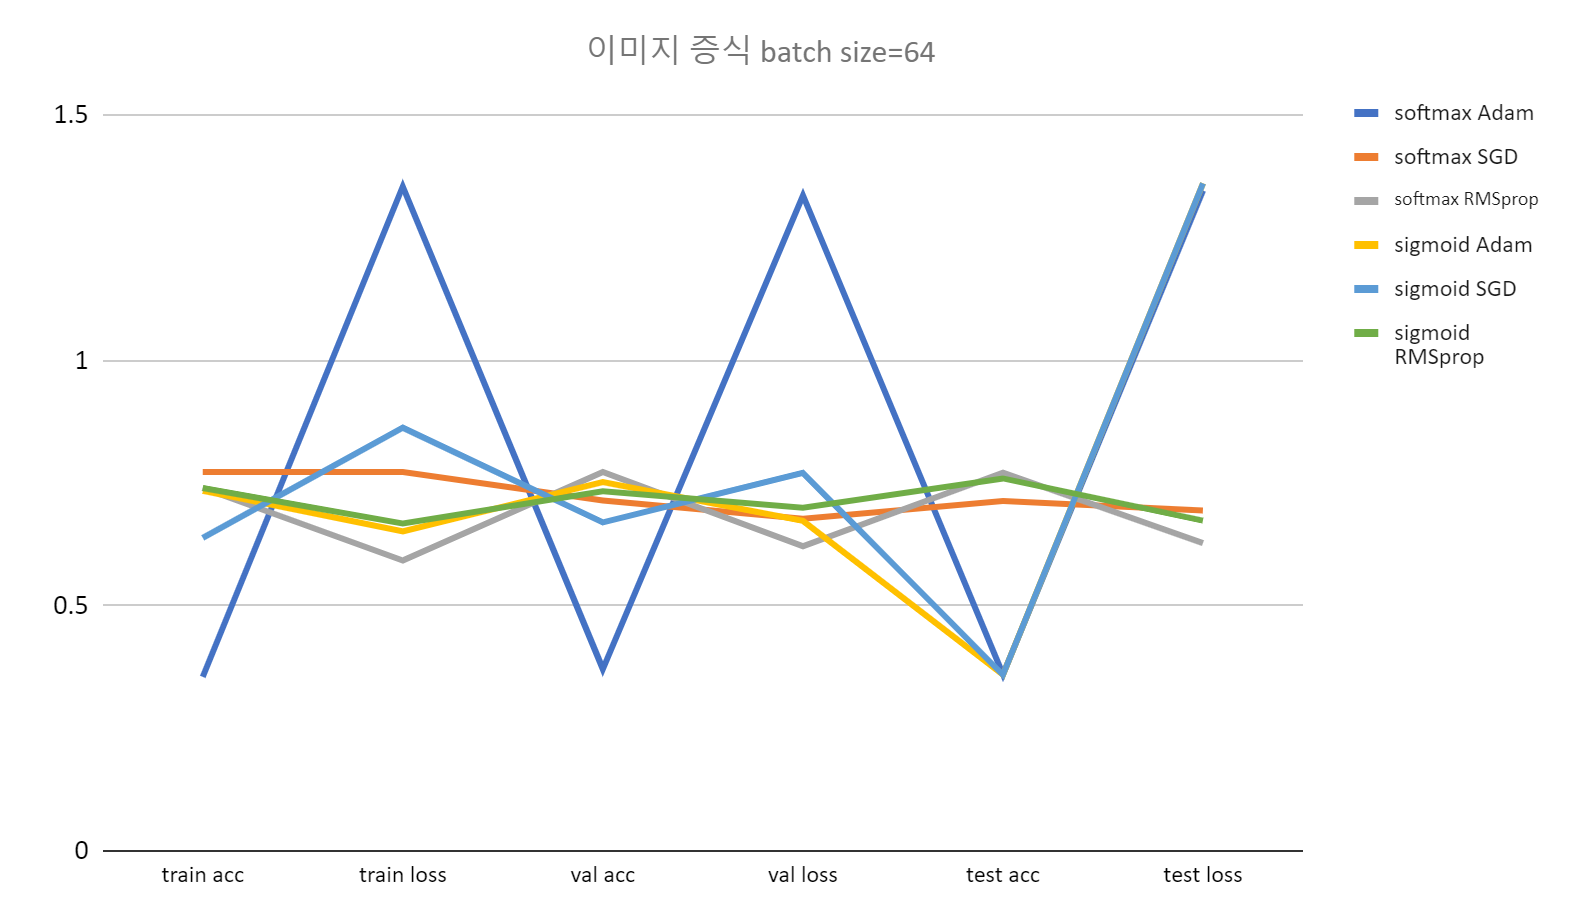 이미지 증식 batch size=64
1.5
1
0.5
0
train acc
train loss
val acc
val loss
test acc
test loss
softmax Adam
softmax SGD
softmax RMSprop
sigmoid Adam
sigmoid SGD
sigmoid
RMSprop